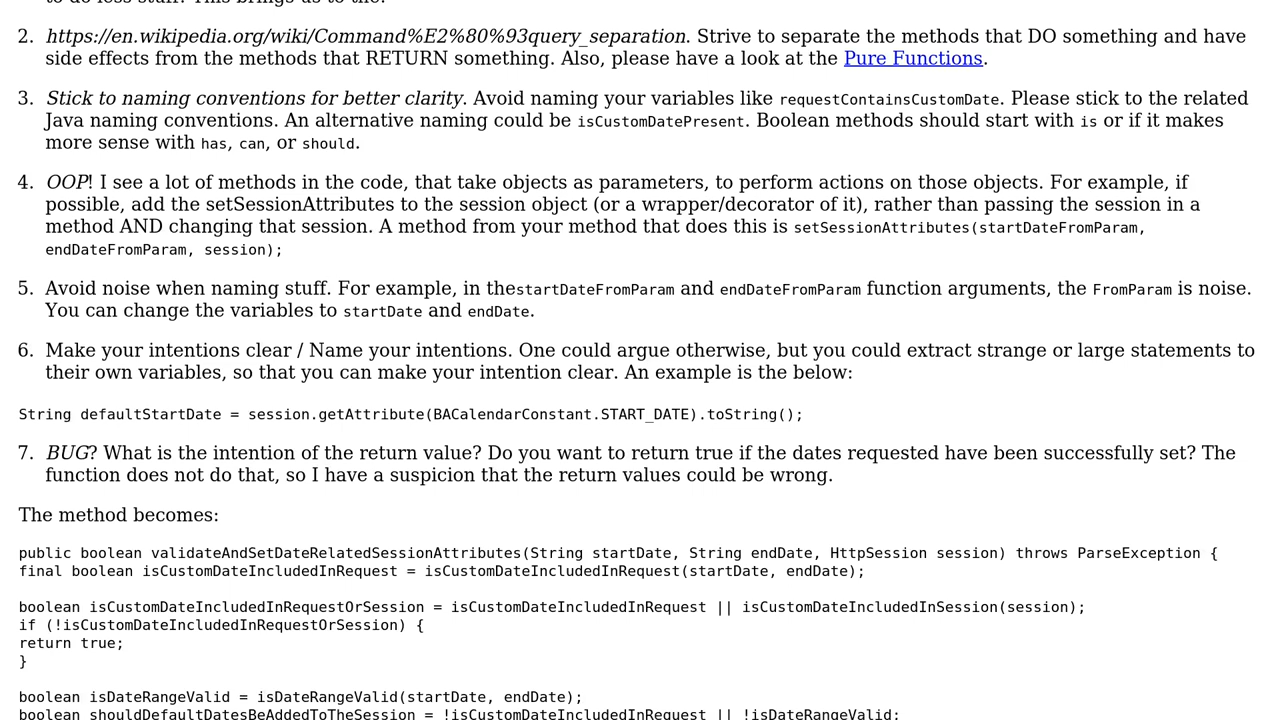 to do less stuff. This brings us to the:
2. https://en.wikipedia.org/wiki/Command%E2%80%93query_separation. Strive to separate the methods that DO something and have
side effects from the methods that RETURN something. Also, please have a look at the Pure Functions.
3. Stick to naming conventions for better clarity. Avoid naming your variables like requestContainsCustomDate. Please stick to the related
Java naming conventions. An alternative naming could be isCustomDatePresent. Boolean methods should start with is or if it makes
more sense with has, can, or should.
4. OOP! I see a lot of methods in the code, that take objects as parameters, to perform actions on those objects. For example, if
possible, add the setSessionAttributes to the session object (or a wrapper/decorator of it), rather than passing the session in a
method AND changing that session. A method from your method that does this is setSessionAttributes(startDateFromParam,
endDateFromParam, session);
5. Avoid noise when naming stuff. For example, in thestartDateFromParam and endDateFromParam function arguments, the FromParam is noise.
You can change the variables to startDate and endDate.
6. Make your intentions clear / Name your intentions. One could argue otherwise, but you could extract strange or large statements to
their own variables, so that you can make your intention clear. An example is the below:
String defaultStartDate = session.getAttribute(BACalendarConstant.START_DATE).toString();
7. BUG? What is the intention of the return value? Do you want to return true if the dates requested have been successfully set? The
function does not do that, so I have a suspicion that the return values could be wrong.
The method becomes:
public boolean validateAndSetDateRelatedSessionAttributes(String startDate, String endDate, HttpSession session) throws ParseException {
final boolean isCustomDateIncludedInRequest = isCustomDateIncludedInRequest(startDate, endDate);
boolean isCustomDateIncludedInRequestOrSession = isCustomDateIncludedInRequest || isCustomDateIncludedInSession(session);
if (!isCustomDateIncludedInRequestOrSession) {
return true;
}
boolean isDateRangeValid = isDateRangeValid(startDate, endDate);
boolean shouldDefaultDatesBeAddedToTheSession = !isCustomDateIncludedInRequest || !isDateRangeValid;